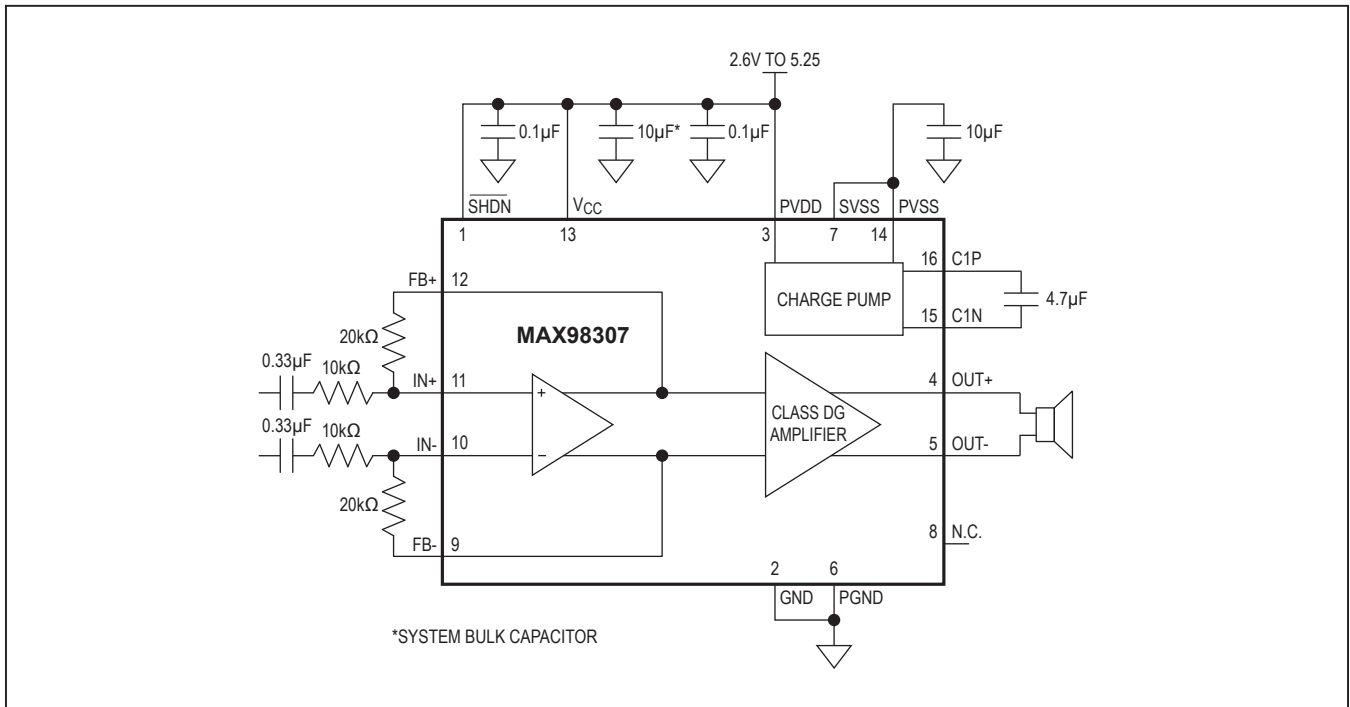 2.6V TO 5.25
0.1µF
10µF*
0.1µF
10µF
SHDN
VCC
PVDD
SVSS
PVSS
1
13
3
7
14
16
C1P
FB+
12
CHARGE PUMP
4.7µF
15
C1N
20kΩ
MAX98307
0.33µF
10kΩ
IN+
11
+
4
OUT+
CLASS DG
AMPLIFIER
0.33µF
10kΩ
IN-
10
−
5
OUT-
20kΩ
8
N.C.
FB-
9
2
6
GND
PGND
*SYSTEM BULK CAPACITOR